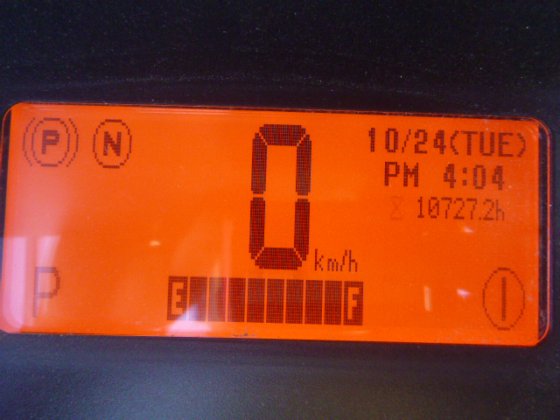 (P) N
0
km/h
10/24(TUE)
PM 4:04
10727.2h
P
E F
I